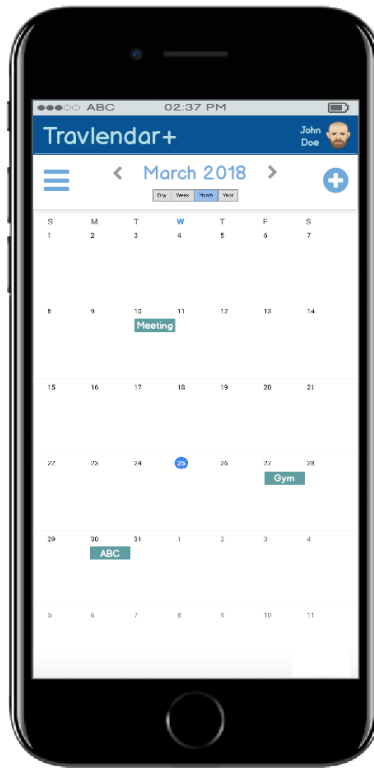 ABC 02:37 PM
Travlendar+ John Doe
March 2018
Day Week Month Year
S M T W T F S
1 2 3 4 5 6 7
8 9 10 11 12 13 14
Meeting
15 16 17 18 19 20 21
22 23 24 25 26 27 28
Gym
29 30 31 1 2 3 4
ABC
5 6 7 8 9 10 11